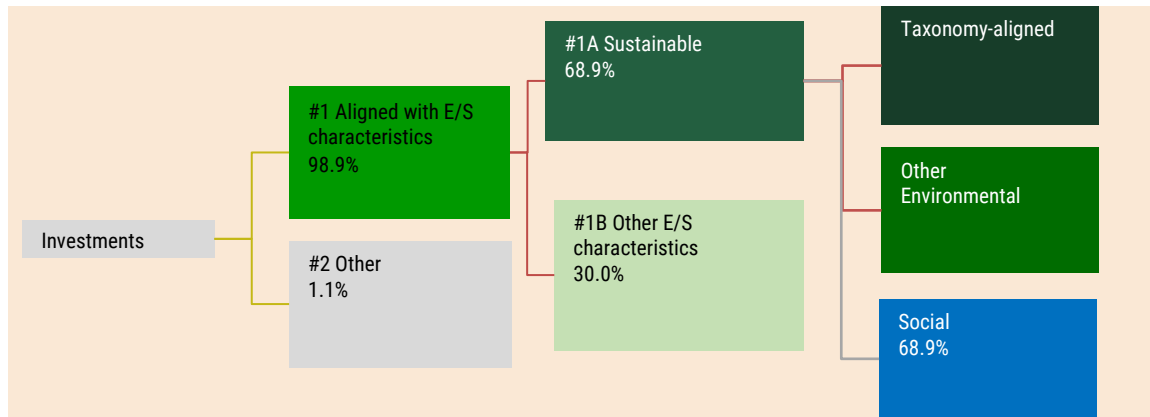 Investments
#1 Aligned with E/S
characteristics
98.9%
#2 Other
1.1%
#1A Sustainable
68.9%
#1B Other E/S
characteristics
30.0%
Taxonomy-aligned
Other
Environmental
Social
68.9%